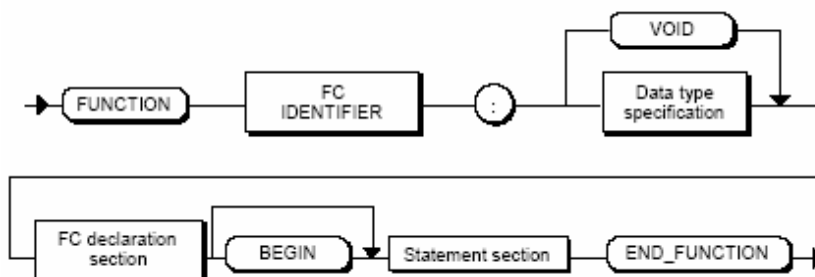 VOID
FUNCTION
FC
IDENTIFIER
:
Data type
specification
FC declaration
section
BEGIN
Statement section
END_FUNCTION